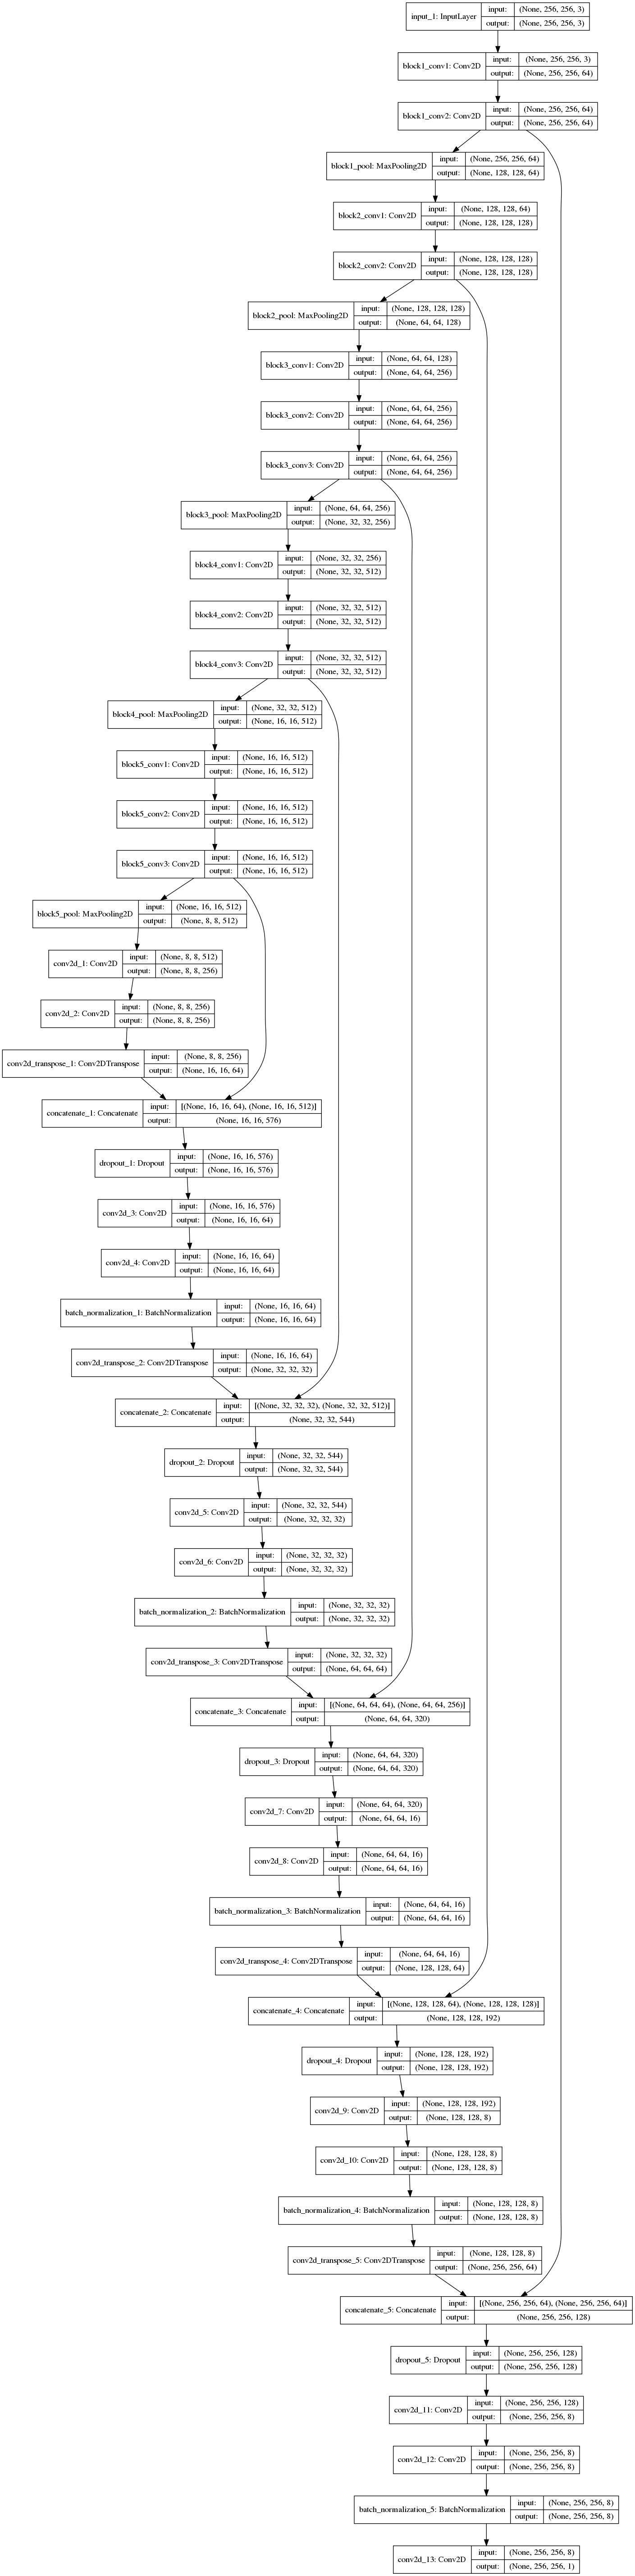 input_1: InputLayer input: (None, 256, 256, 3)
output: (None, 256, 256, 3)
block1_conv1: Conv2D input: (None, 256, 256, 3)
output: (None, 256, 256, 64)
block1_conv2: Conv2D input: (None, 256, 256, 64)
output: (None, 256, 256, 64)
block1_pool: MaxPooling2D input: (None, 256, 256, 64)
output: (None, 128, 128, 64)
block2_conv1: Conv2D input: (None, 128, 128, 64)
output: (None, 128, 128, 128)
block2_conv2: Conv2D input: (None, 128, 128, 128)
output: (None, 128, 128, 128)
block2_pool: MaxPooling2D input: (None, 128, 128, 128)
output: (None, 64, 64, 128)
block3_conv1: Conv2D input: (None, 64, 64, 128)
output: (None, 64, 64, 256)
block3_conv2: Conv2D input: (None, 64, 64, 256)
output: (None, 64, 64, 256)
block3_conv3: Conv2D input: (None, 64, 64, 256)
output: (None, 64, 64, 256)
block3_pool: MaxPooling2D input: (None, 64, 64, 256)
output: (None, 32, 32, 256)
block4_conv1: Conv2D input: (None, 32, 32, 256)
output: (None, 32, 32, 512)
block4_conv2: Conv2D input: (None, 32, 32, 512)
output: (None, 32, 32, 512)
block4_conv3: Conv2D input: (None, 32, 32, 512)
output: (None, 32, 32, 512)
block4_pool: MaxPooling2D input: (None, 32, 32, 512)
output: (None, 16, 16, 512)
block5_conv1: Conv2D input: (None, 16, 16, 512)
output: (None, 16, 16, 512)
block5_conv2: Conv2D input: (None, 16, 16, 512)
output: (None, 16, 16, 512)
block5_conv3: Conv2D input: (None, 16, 16, 512)
output: (None, 16, 16, 512)
block5_pool: MaxPooling2D input: (None, 16, 16, 512)
output: (None, 8, 8, 512)
conv2d_1: Conv2D input: (None, 8, 8, 512)
output: (None, 8, 8, 256)
conv2d_2: Conv2D input: (None, 8, 8, 256)
output: (None, 8, 8, 256)
conv2d_transpose_1: Conv2DTranspose input: (None, 8, 8, 256)
output: (None, 16, 16, 64)
concatenate_1: Concatenate input: [(None, 16, 16, 64), (None, 16, 16, 512)]
output: (None, 16, 16, 576)
dropout_1: Dropout input: (None, 16, 16, 576)
output: (None, 16, 16, 576)
conv2d_3: Conv2D input: (None, 16, 16, 576)
output: (None, 16, 16, 64)
conv2d_4: Conv2D input: (None, 16, 16, 64)
output: (None, 16, 16, 64)
batch_normalization_1: BatchNormalization input: (None, 16, 16, 64)
output: (None, 16, 16, 64)
conv2d_transpose_2: Conv2DTranspose input: (None, 16, 16, 64)
output: (None, 32, 32, 32)
concatenate_2: Concatenate input: [(None, 32, 32, 32), (None, 32, 32, 512)]
output: (None, 32, 32, 544)
dropout_2: Dropout input: (None, 32, 32, 544)
output: (None, 32, 32, 544)
conv2d_5: Conv2D input: (None, 32, 32, 544)
output: (None, 32, 32, 32)
conv2d_6: Conv2D input: (None, 32, 32, 32)
output: (None, 32, 32, 32)
batch_normalization_2: BatchNormalization input: (None, 32, 32, 32)
output: (None, 32, 32, 32)
conv2d_transpose_3: Conv2DTranspose input: (None, 32, 32, 32)
output: (None, 64, 64, 64)
concatenate_3: Concatenate input: [(None, 64, 64, 64), (None, 64, 64, 256)]
output: (None, 64, 64, 320)
dropout_3: Dropout input: (None, 64, 64, 320)
output: (None, 64, 64, 320)
conv2d_7: Conv2D input: (None, 64, 64, 320)
output: (None, 64, 64, 16)
conv2d_8: Conv2D input: (None, 64, 64, 16)
output: (None, 64, 64, 16)
batch_normalization_3: BatchNormalization input: (None, 64, 64, 16)
output: (None, 64, 64, 16)
conv2d_transpose_4: Conv2DTranspose input: (None, 64, 64, 16)
output: (None, 128, 128, 64)
concatenate_4: Concatenate input: [(None, 128, 128, 64), (None, 128, 128, 128)]
output: (None, 128, 128, 192)
dropout_4: Dropout input: (None, 128, 128, 192)
output: (None, 128, 128, 192)
conv2d_9: Conv2D input: (None, 128, 128, 192)
output: (None, 128, 128, 8)
conv2d_10: Conv2D input: (None, 128, 128, 8)
output: (None, 128, 128, 8)
batch_normalization_4: BatchNormalization input: (None, 128, 128, 8)
output: (None, 128, 128, 8)
conv2d_transpose_5: Conv2DTranspose input: (None, 128, 128, 8)
output: (None, 256, 256, 64)
concatenate_5: Concatenate input: [(None, 256, 256, 64), (None, 256, 256, 64)]
output: (None, 256, 256, 128)
dropout_5: Dropout input: (None, 256, 256, 128)
output: (None, 256, 256, 128)
conv2d_11: Conv2D input: (None, 256, 256, 128)
output: (None, 256, 256, 8)
conv2d_12: Conv2D input: (None, 256, 256, 8)
output: (None, 256, 256, 8)
batch_normalization_5: BatchNormalization input: (None, 256, 256, 8)
output: (None, 256, 256, 8)
conv2d_13: Conv2D input: (None, 256, 256, 8)
output: (None, 256, 256, 1)